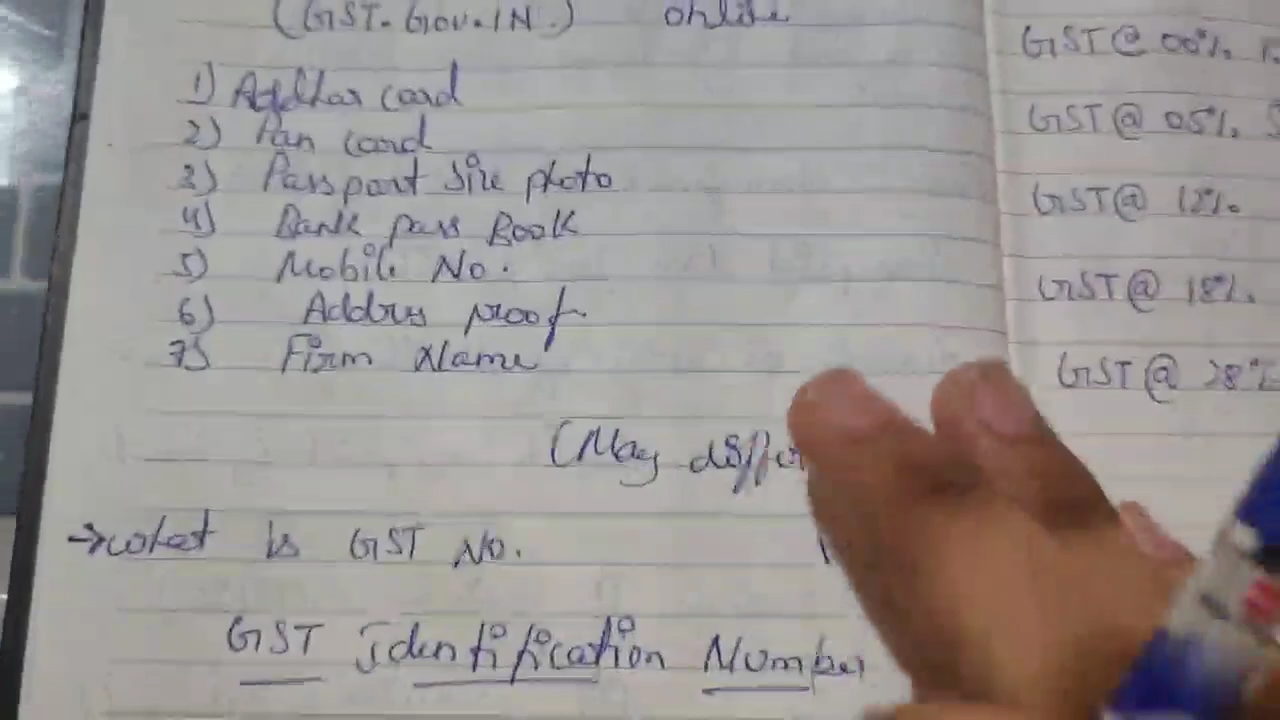 (GST.Gov.IN.) online
1) Addhar card
2) Pan card
3) Passport size photo
4) Bank pass Book
5) Mobile No.
6) Address proof
7) Firm Name
(May differ
→ What is GST No.
GST Identification Number
GST@ 00%.
GST@ 05%.
GST@ 12%.
GST@ 18%.
GST@ 28%